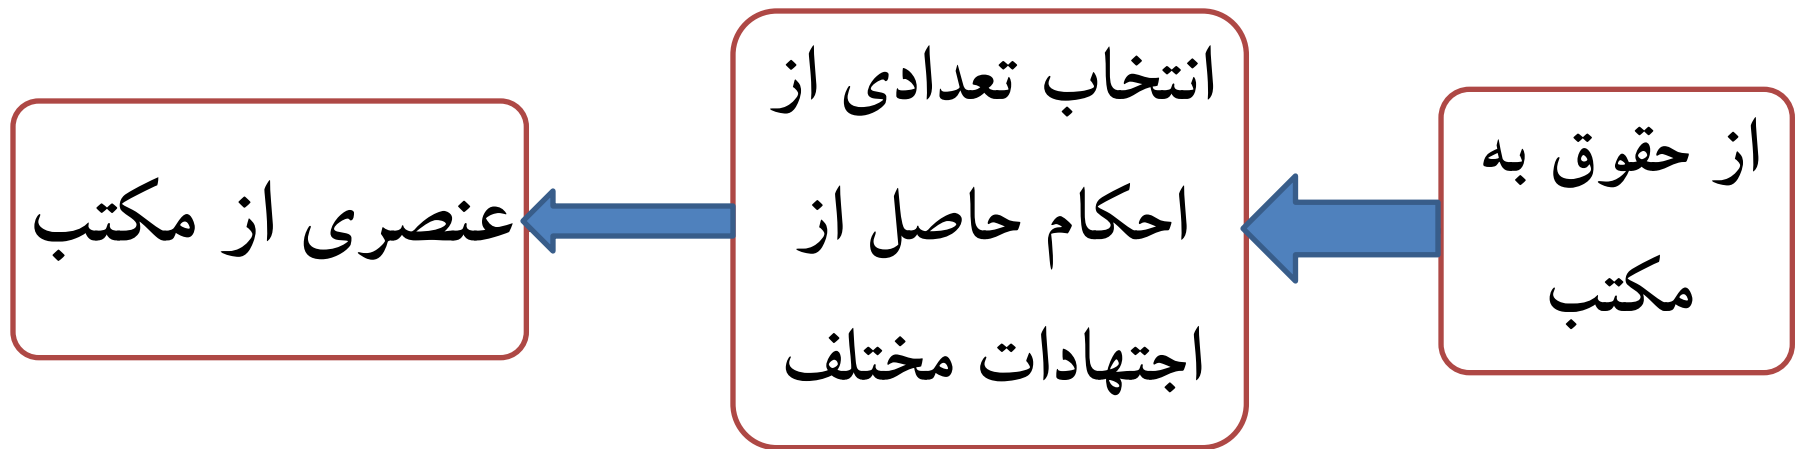 از حقوق به
مکتب
انتخاب تعدادی از
احکام حاصل از
اجتهادات مختلف
عنصری از مکتب